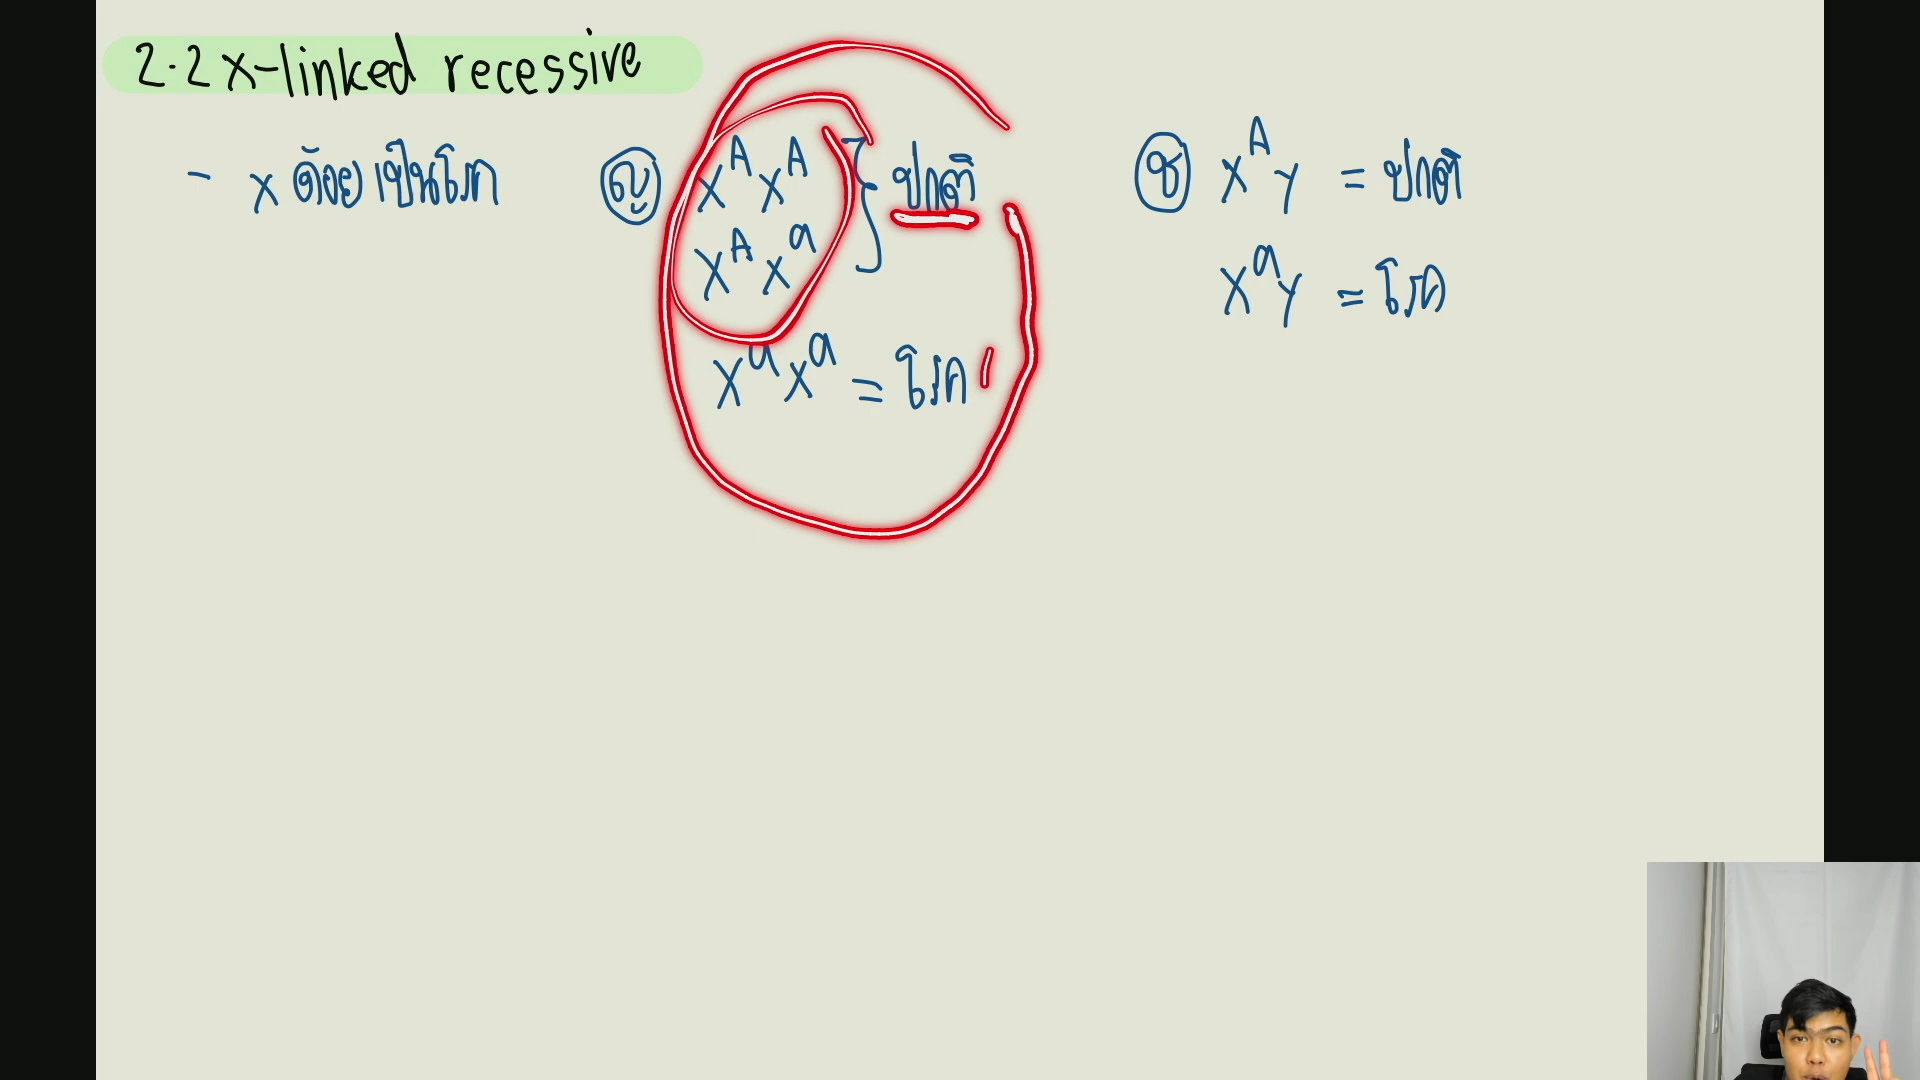 2.2 X-linked recessive
- X ด้อย เป็นโรค
ญ X^A X^A
X^A X^a } ปกติ
X^a X^a = โรค
ช X^A Y = ปกติ
X^a Y = โรค